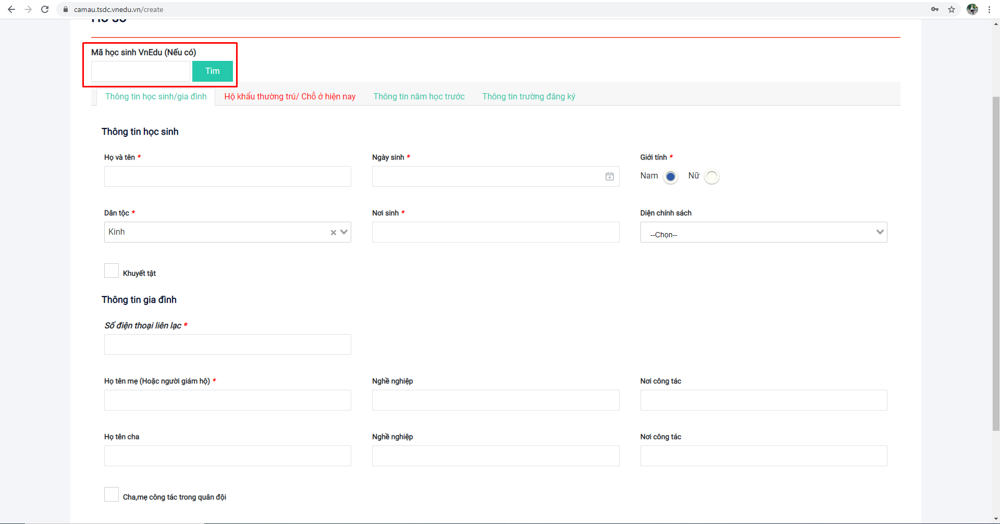 camau.tsdc.vnedu.vn/create
Hồ sơ
Mã học sinh VnEdu (Nếu có)
Tìm
Thông tin học sinh/gia đình Hộ khẩu thường trú/ Chỗ ở hiện nay Thông tin năm học trước Thông tin trường đăng ký
Thông tin học sinh
Họ và tên * Ngày sinh * Giới tính *
Nam Nữ
Dân tộc * Nơi sinh * Diện chính sách
Kinh --Chọn--
Khuyết tật
Thông tin gia đình
Số điện thoại liên lạc *
Họ tên mẹ (Hoặc người giám hộ) * Nghề nghiệp Nơi công tác
Họ tên cha Nghề nghiệp Nơi công tác
Cha,mẹ công tác trong quân đội